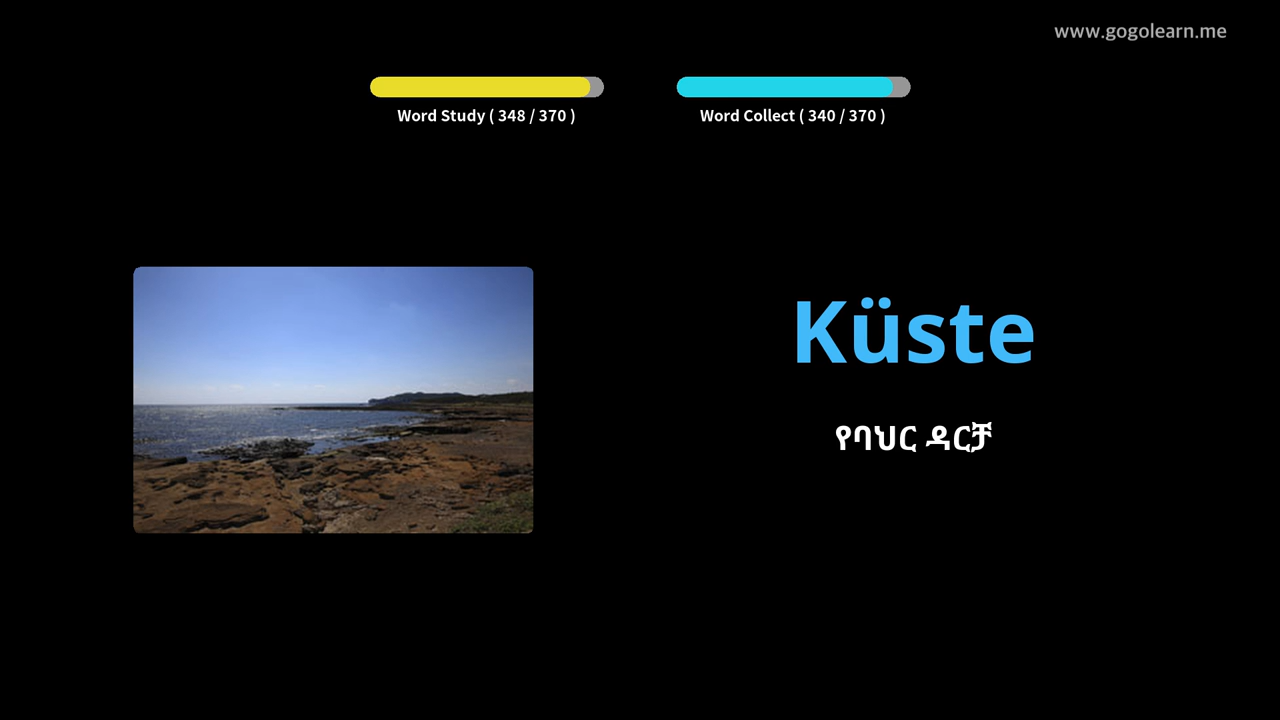 www.gogolearn.me
Word Study ( 348 / 370 )
Word Collect ( 340 / 370 )
Küste
የባህር ዳርቻ